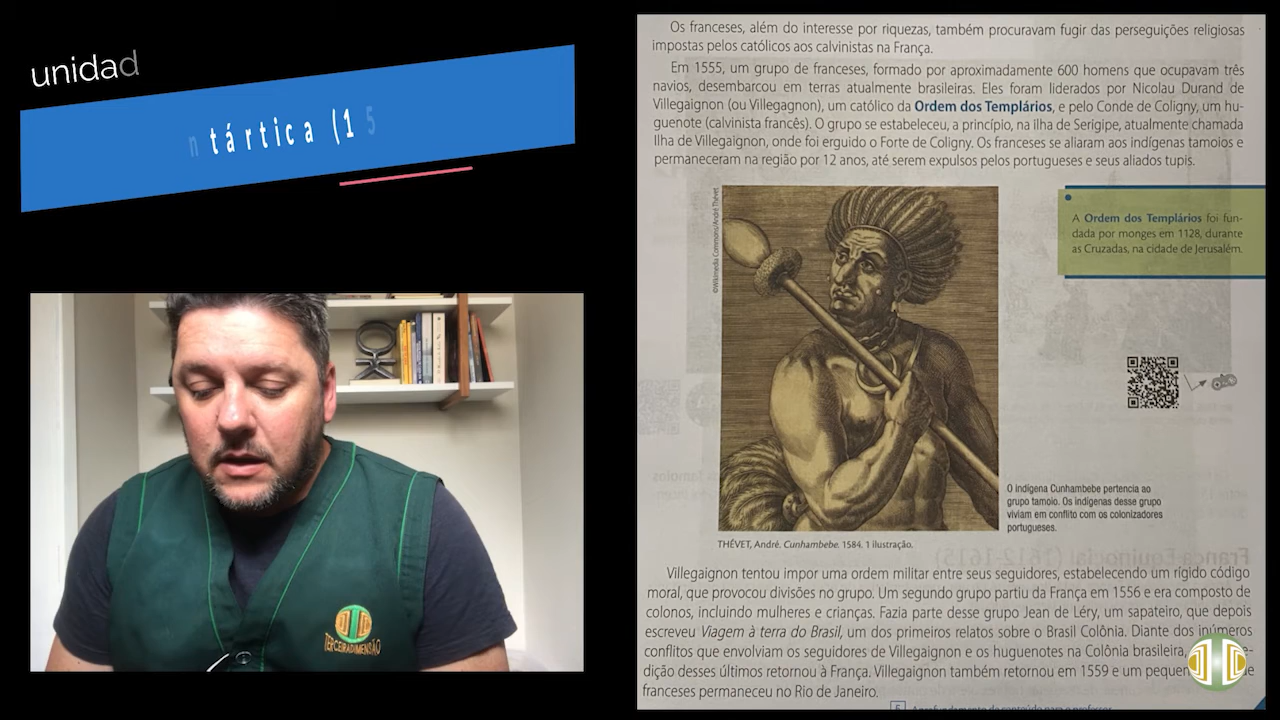 unidad
ntártica (15
TERCEIRADIMENSÃO
Os franceses, além do interesse por riquezas, também procuravam fugir das perseguições religiosas
impostas pelos católicos aos calvinistas na França.
Em 1555, um grupo de franceses, formado por aproximadamente 600 homens que ocupavam três
navios, desembarcou em terras atualmente brasileiras. Eles foram liderados por Nicolau Durand de
Villegaignon (ou Villegagnon), um católico da Ordem dos Templários, e pelo Conde de Coligny, um hu-
guenote (calvinista francês). O grupo se estabeleceu, a princípio, na ilha de Serigipe, atualmente chamada
Ilha de Villegaignon, onde foi erguido o Forte de Coligny. Os franceses se aliaram aos indígenas tamoios e
permaneceram na região por 12 anos, até serem expulsos pelos portugueses e seus aliados tupis.
©Wikimedia Commons/André Thévet
A Ordem dos Templários foi fun-
dada por monges em 1128, durante
as Cruzadas, na cidade de Jerusalém.
O indígena Cunhambebe pertencia ao
grupo tamoio. Os indígenas desse grupo
viviam em conflito com os colonizadores
portugueses.
THÉVET, André. Cunhambebe. 1584. 1 ilustração.
Villegaignon tentou impor uma ordem militar entre seus seguidores, estabelecendo um rígido código
moral, que provocou divisões no grupo. Um segundo grupo partiu da França em 1556 e era composto de
colonos, incluindo mulheres e crianças. Fazia parte desse grupo Jean de Léry, um sapateiro, que depois
escreveu Viagem à terra do Brasil, um dos primeiros relatos sobre o Brasil Colônia. Diante dos inúmeros
conflitos que envolviam os seguidores de Villegaignon e os huguenotes na Colônia brasileira,
dição desses últimos retornou à França. Villegaignon também retornou em 1559 e um pequen
franceses permaneceu no Rio de Janeiro.
5 Aprofundamento de conteúdo para o professor